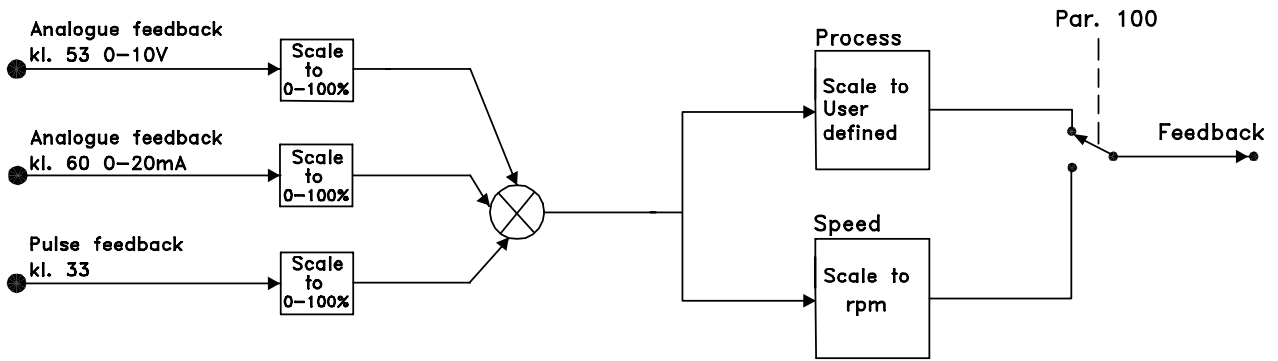 Analogue feedback
kl. 53 0-10V
Scale
to
0-100%
Analogue feedback
kl. 60 0-20mA
Scale
to
0-100%
Pulse feedback
kl. 33
Scale
to
0-100%
Process
Scale to
User
defined
Speed
Scale to
rpm
Par. 100
Feedback